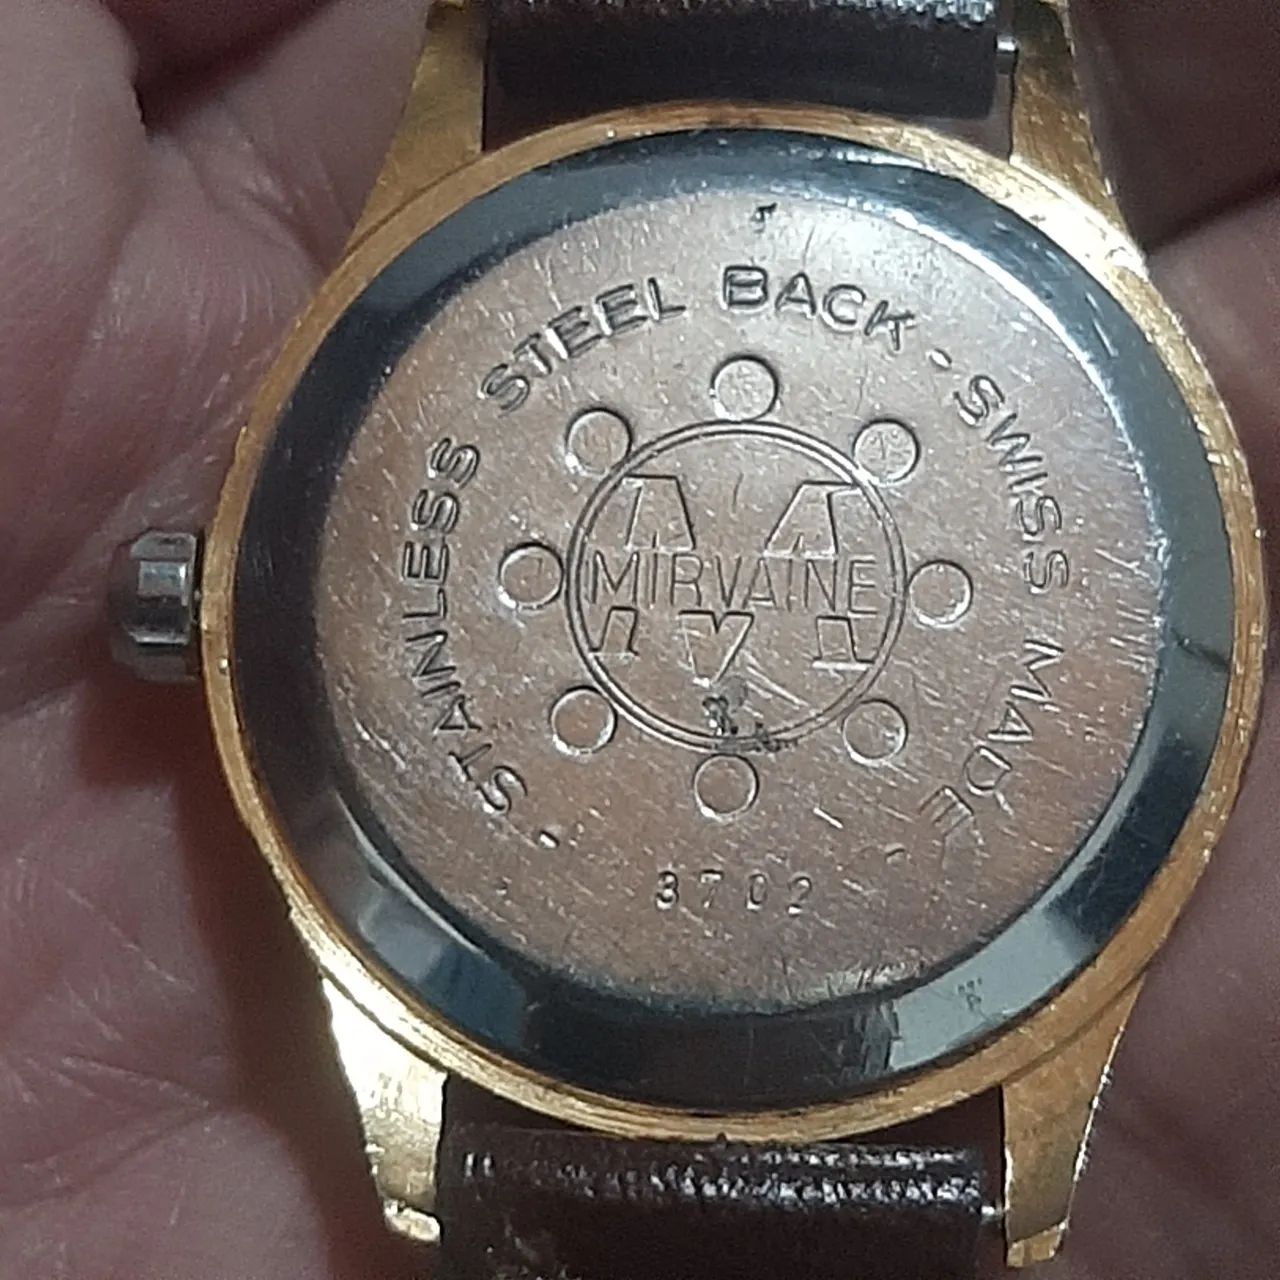 - STAINLESS STEEL BACK - SWISS MADE
MIRVAINE
3702